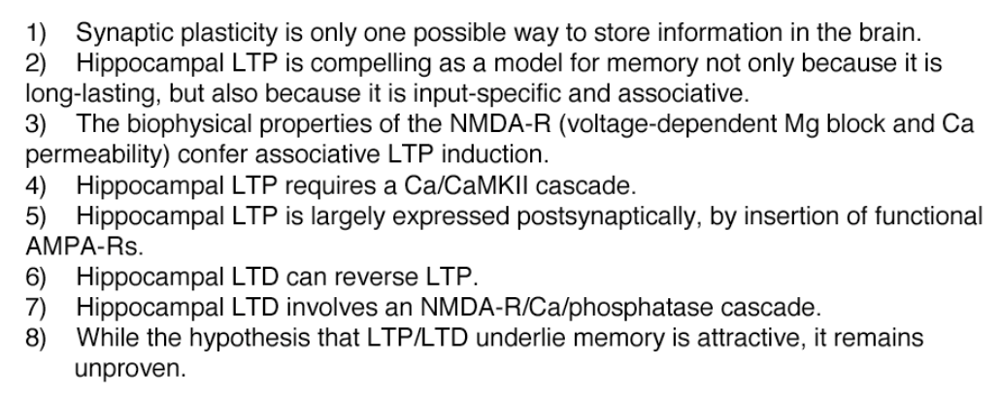 1) Synaptic plasticity is only one possible way to store information in the brain.
2) Hippocampal LTP is compelling as a model for memory not only because it is
long-lasting, but also because it is input-specific and associative.
3) The biophysical properties of the NMDA-R (voltage-dependent Mg block and Ca
permeability) confer associative LTP induction.
4) Hippocampal LTP requires a Ca/CaMKII cascade.
5) Hippocampal LTP is largely expressed postsynaptically, by insertion of functional
AMPA-Rs.
6) Hippocampal LTD can reverse LTP.
7) Hippocampal LTD involves an NMDA-R/Ca/phosphatase cascade.
8) While the hypothesis that LTP/LTD underlie memory is attractive, it remains
unproven.